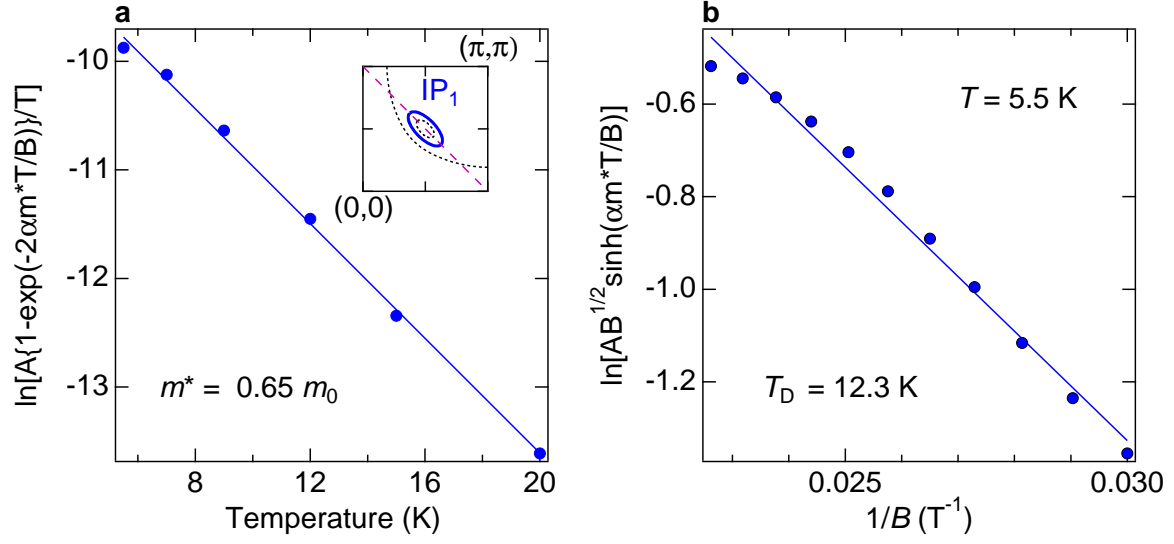 a
ln[A{1-exp(-2αm*T/B)}/T]
-10
-11
-12
-13
(π,π)
IP₁
(0,0)
m* = 0.65 m₀
8
12
16
20
Temperature (K)
b
ln[AB^1/2 sinh(αm*T/B)]
-0.6
-0.8
-1.0
-1.2
T = 5.5 K
T_D = 12.3 K
0.025
0.030
1/B (T⁻¹)